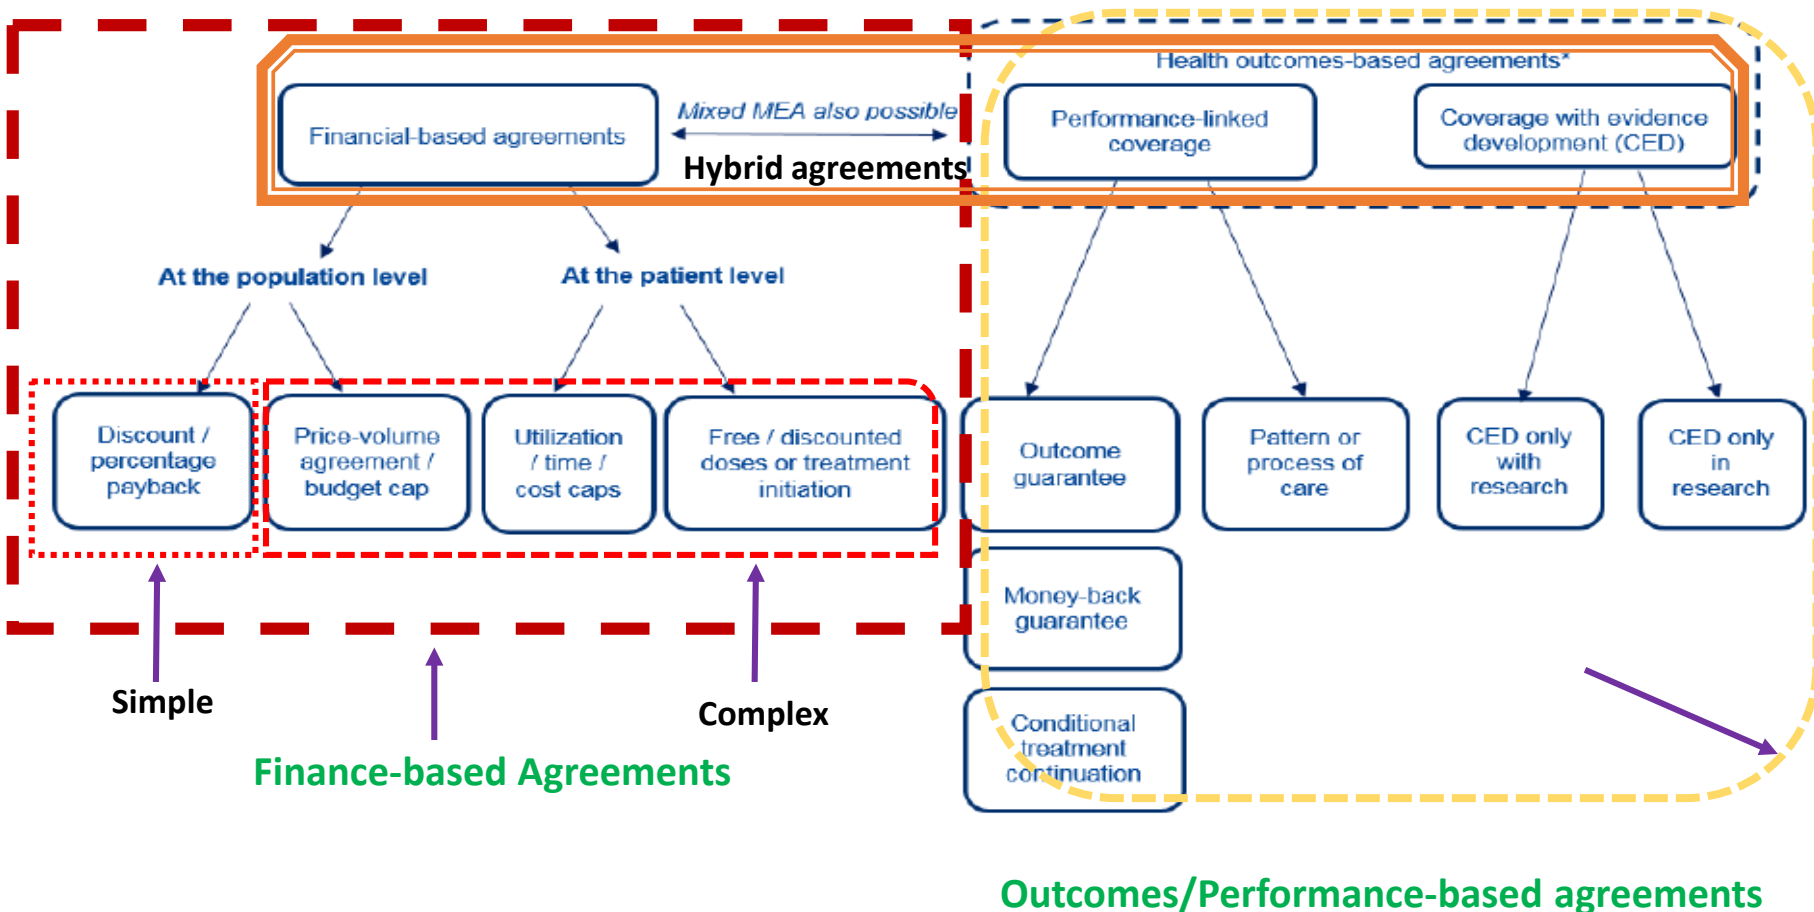 Health outcomes-based agreements*
Financial-based agreements
Mixed MEA also possible
Hybrid agreements
Performance-linked
coverage
Coverage with evidence
development (CED)
At the population level
At the patient level
Discount /
percentage
payback
Price-volume
agreement /
budget cap
Utilization
/ time /
cost caps
Free / discounted
doses or treatment
initiation
Outcome
guarantee
Pattern or
process of
care
CED only
with
research
CED only
in
research
Money-back
guarantee
Conditional
treatment
continuation
Simple
Complex
Finance-based Agreements
Outcomes/Performance-based agreements